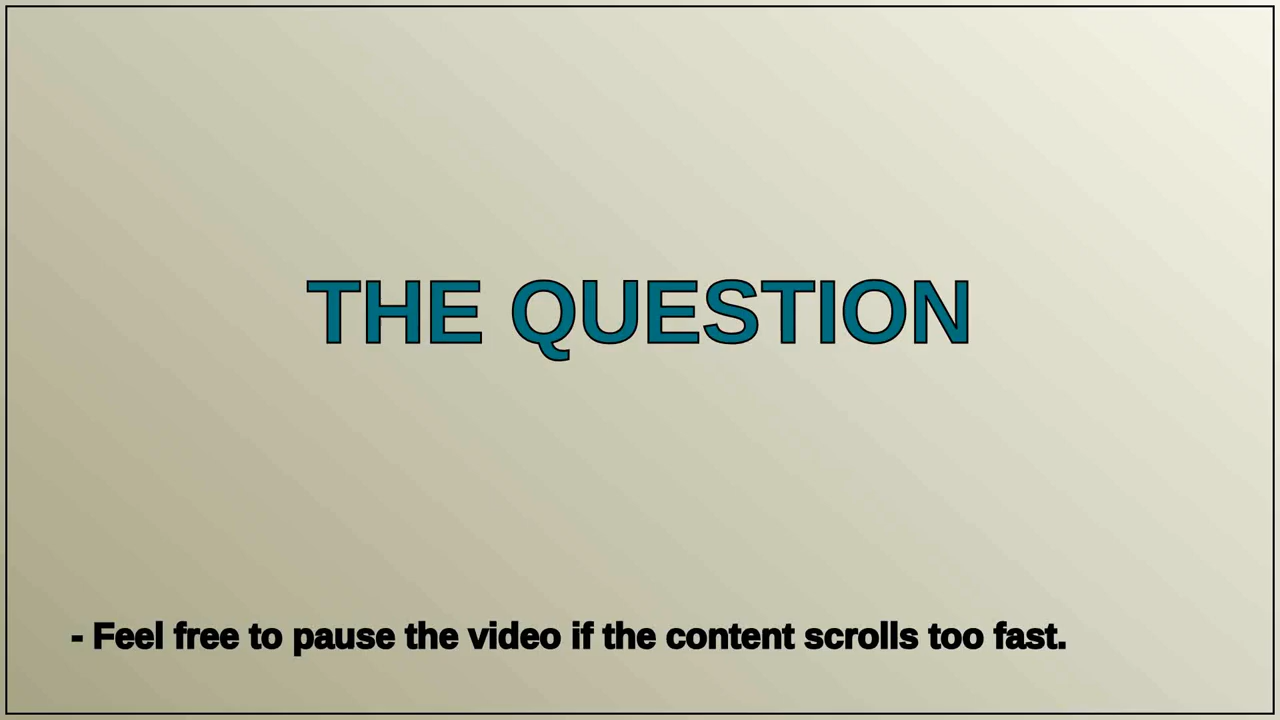 THE QUESTION
- Feel free to pause the video if the content scrolls too fast.